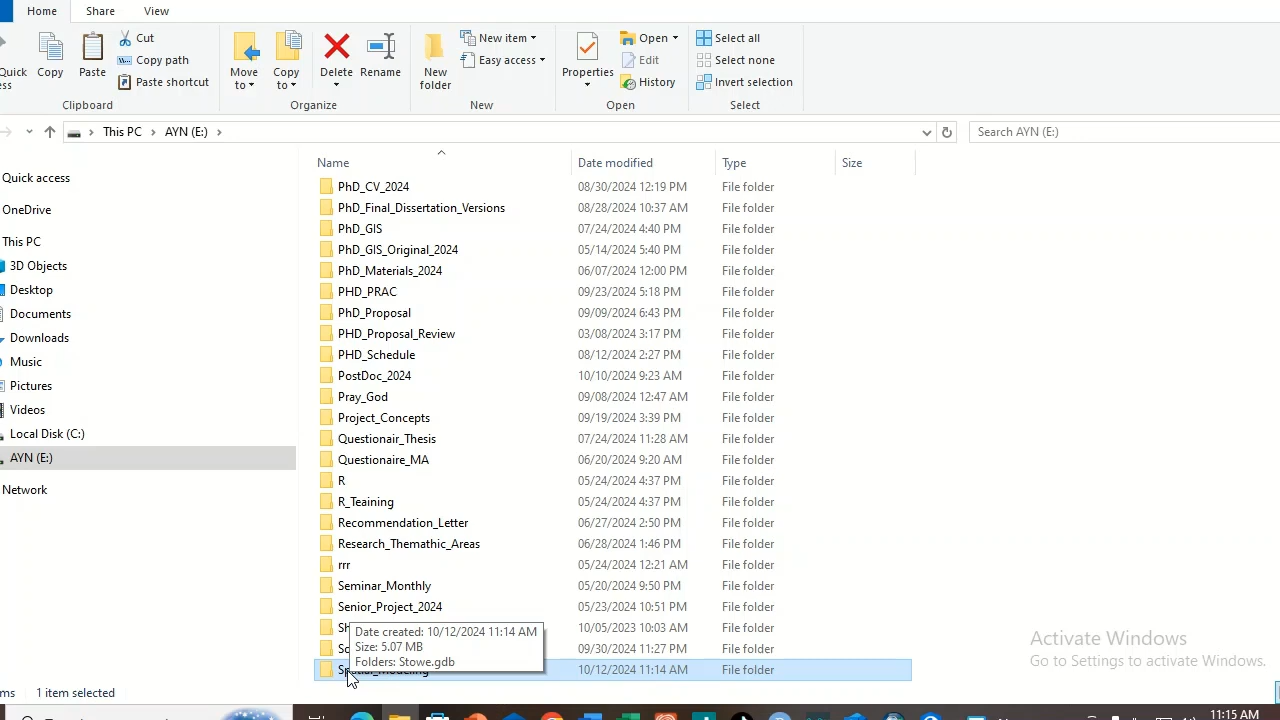 Home Share View
Quick
ess
Copy
Paste
Cut
Copy path
Paste shortcut
Clipboard
Move to
Copy to
Delete
Rename
Organize
New folder
New item
Easy access
New
Properties
Open
Edit
History
Open
Select all
Select none
Invert selection
Select
This PC > AYN (E:) >
Search AYN (E:)
Quick access
OneDrive
This PC
3D Objects
Desktop
Documents
Downloads
Music
Pictures
Videos
Local Disk (C:)
AYN (E:)
Network
Name Date modified Type Size
PhD_CV_2024 08/30/2024 12:19 PM File folder
PhD_Final_Dissertation_Versions 08/28/2024 10:37 AM File folder
PhD_GIS 07/24/2024 4:40 PM File folder
PhD_GIS_Original_2024 05/14/2024 5:40 PM File folder
PhD_Materials_2024 06/07/2024 12:00 PM File folder
PHD_PRAC 09/23/2024 5:18 PM File folder
PhD_Proposal 09/09/2024 6:43 PM File folder
PHD_Proposal_Review 03/08/2024 3:17 PM File folder
PHD_Schedule 08/12/2024 2:27 PM File folder
PostDoc_2024 10/10/2024 9:23 AM File folder
Pray_God 09/08/2024 12:47 AM File folder
Project_Concepts 09/19/2024 3:39 PM File folder
Questionair_Thesis 07/24/2024 11:28 AM File folder
Questionaire_MA 06/20/2024 9:20 AM File folder
R 05/24/2024 4:37 PM File folder
R_Teaining 05/24/2024 4:37 PM File folder
Recommendation_Letter 06/27/2024 2:50 PM File folder
Research_Themathic_Areas 06/28/2024 1:46 PM File folder
rrr 05/24/2024 12:21 AM File folder
Seminar_Monthly 05/20/2024 9:50 PM File folder
Senior_Project_2024 05/23/2024 10:51 PM File folder
Sh 10/05/2023 10:03 AM File folder
09/30/2024 11:27 PM File folder
10/12/2024 11:14 AM File folder
Date created: 10/12/2024 11:14 AM
Size: 5.07 MB
Folders: Stowe.gdb
Activate Windows
Go to Settings to activate Windows.
ms 1 item selected
11:15 AM